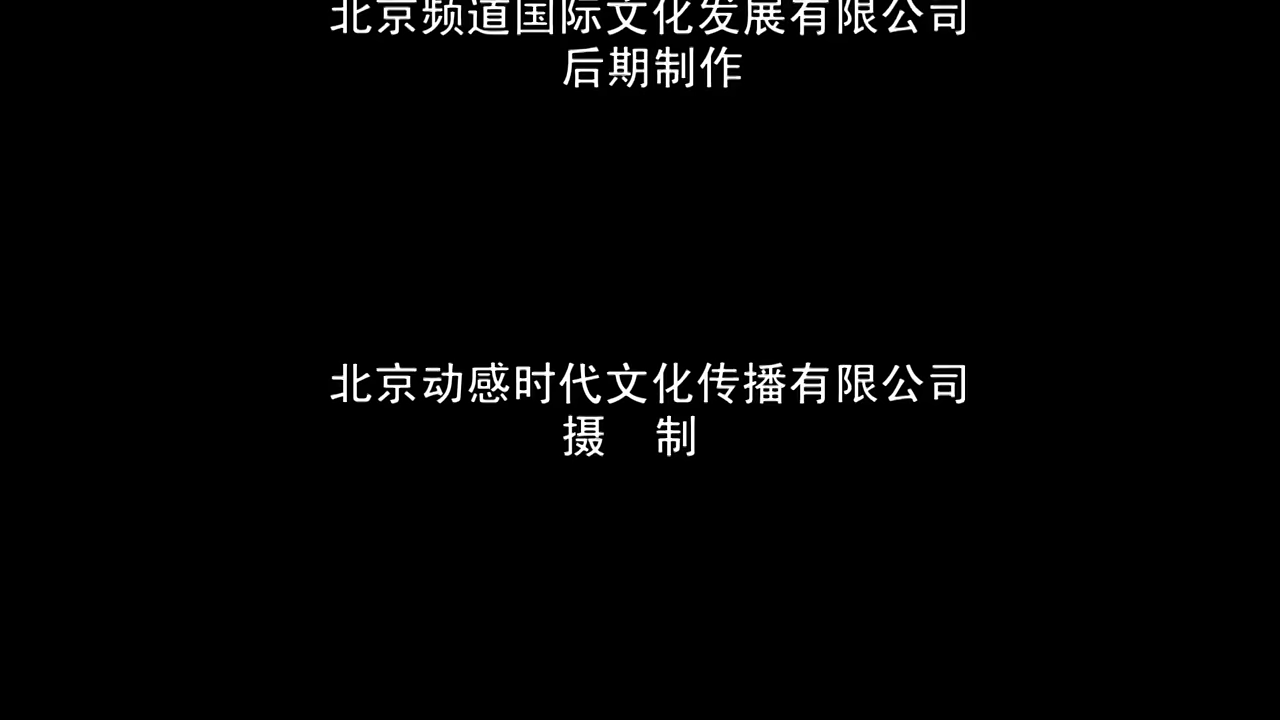 北京频道国际文化发展有限公司
后期制作
北京动感时代文化传播有限公司
摄　制